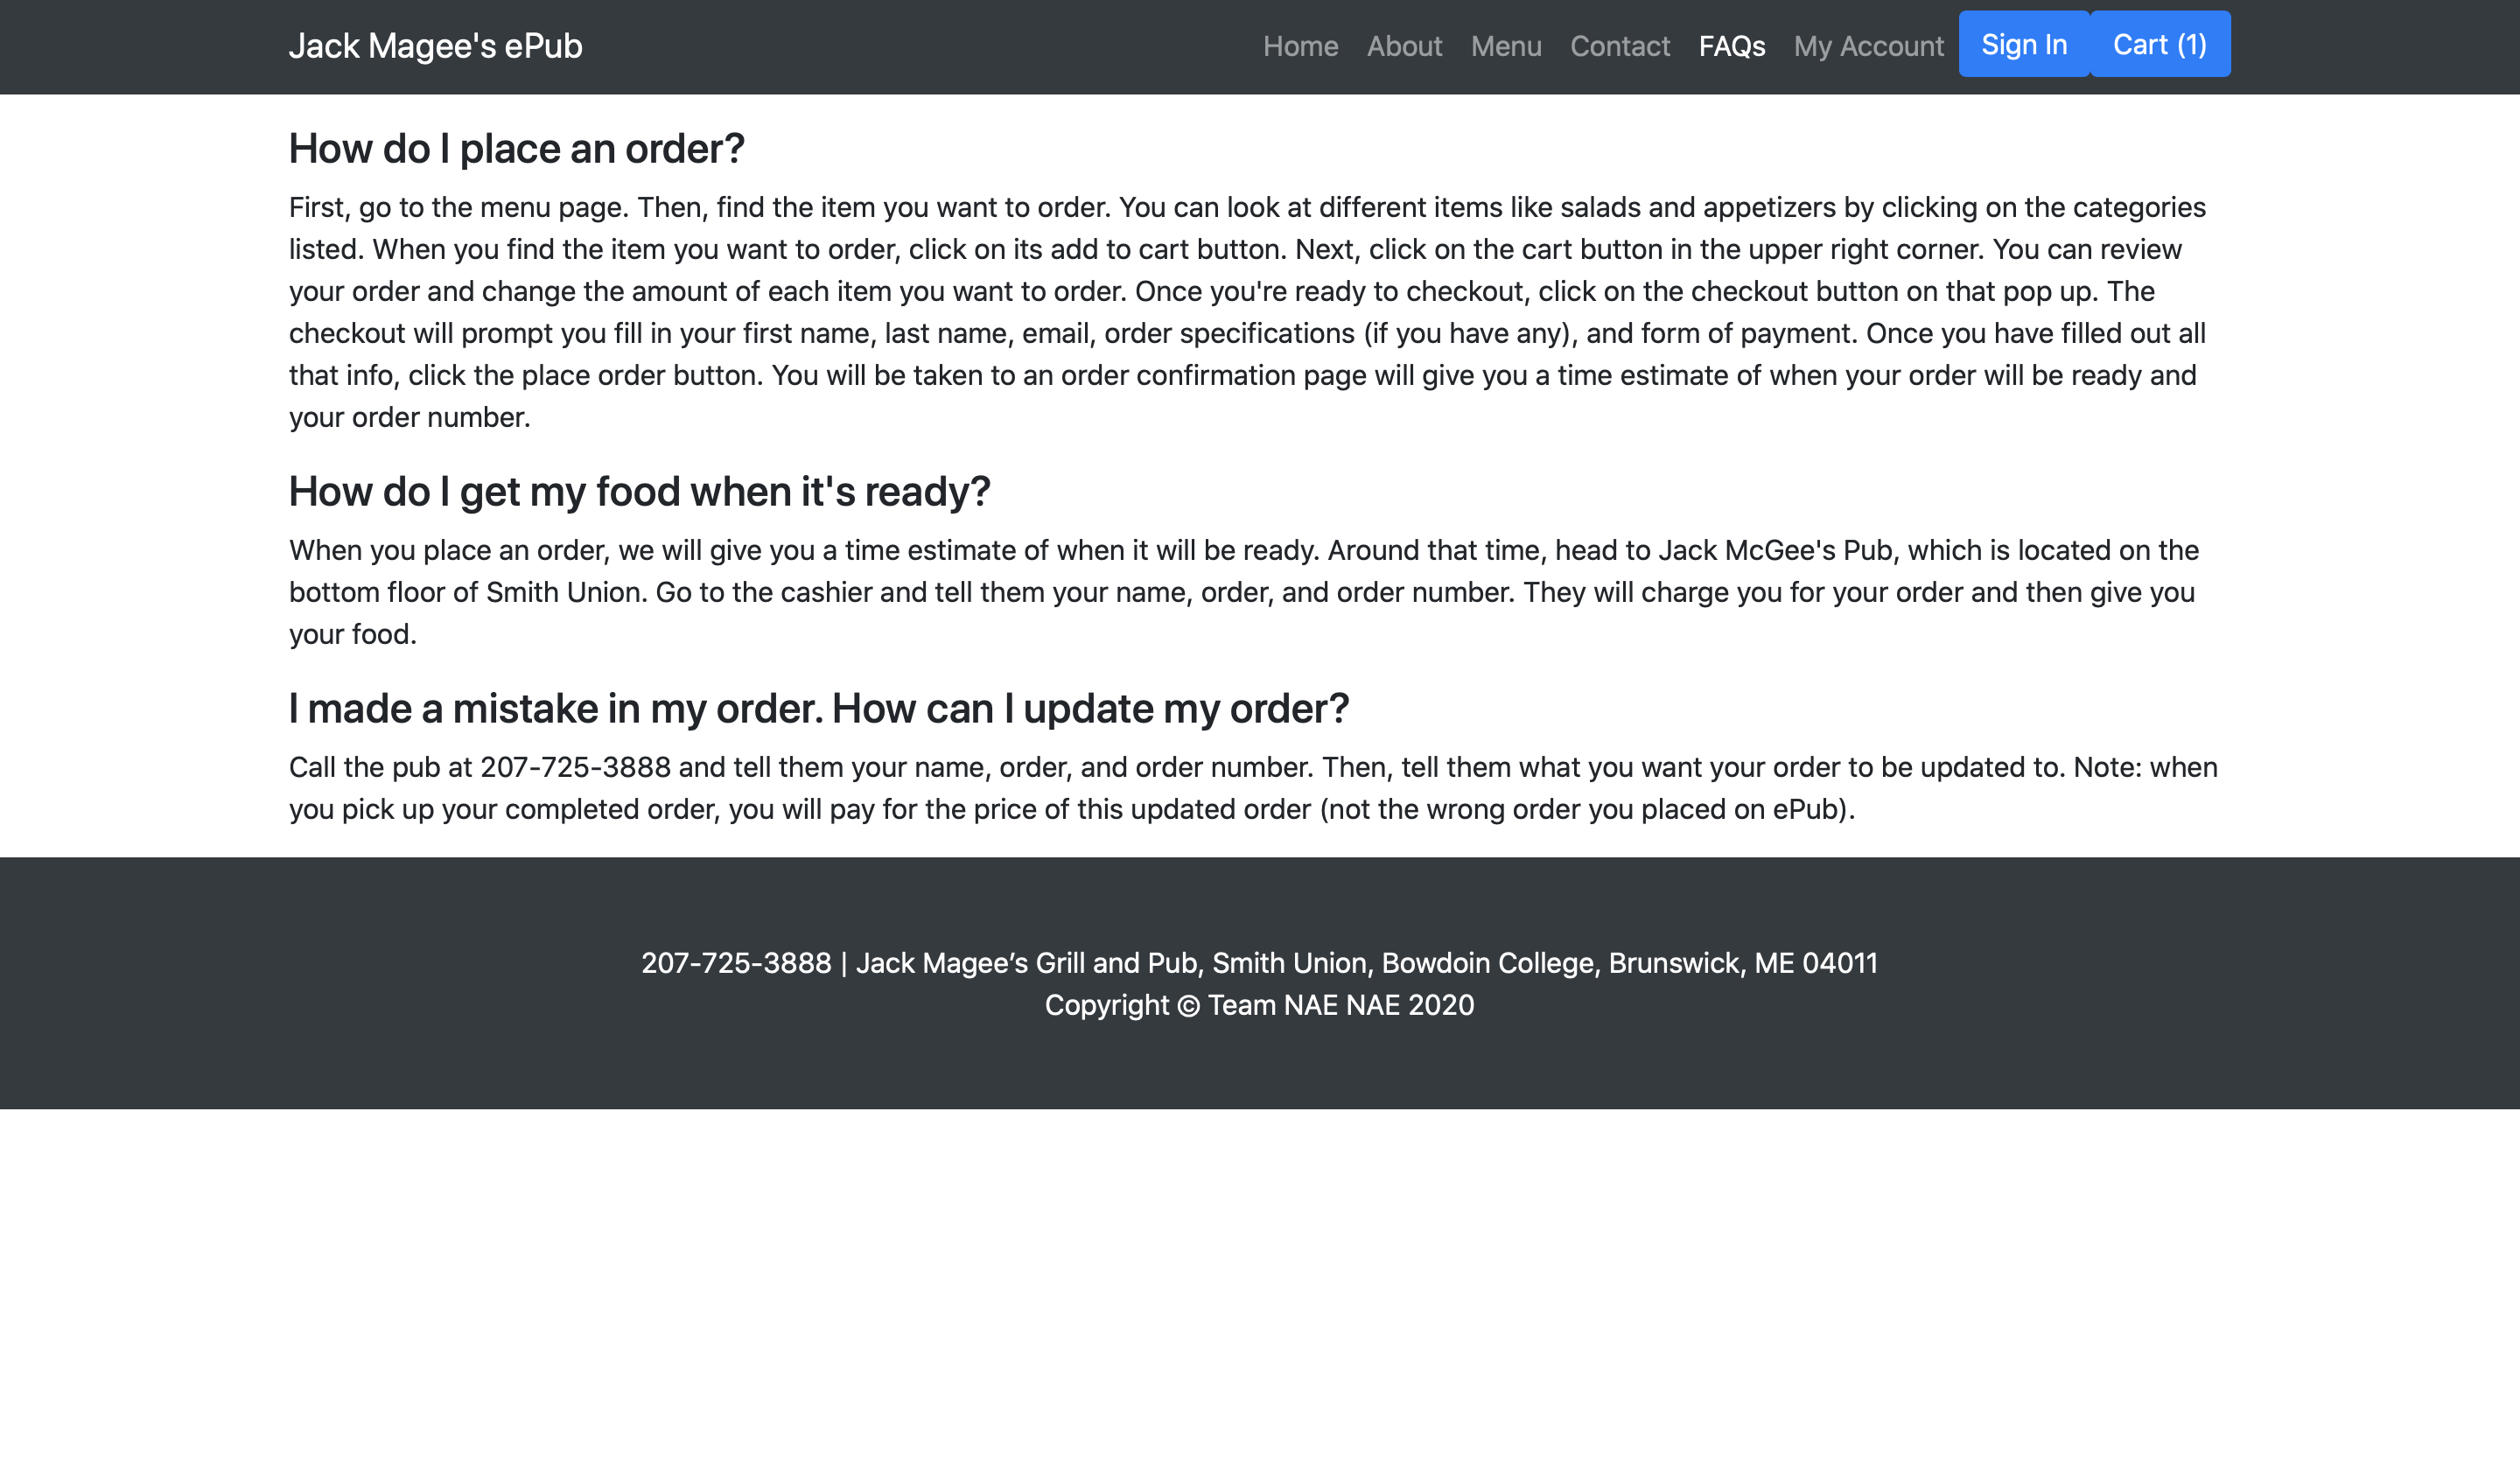 Jack Magee's ePub
Home About Menu Contact FAQs My Account Sign In Cart (1)
How do I place an order?
First, go to the menu page. Then, find the item you want to order. You can look at different items like salads and appetizers by clicking on the categories
listed. When you find the item you want to order, click on its add to cart button. Next, click on the cart button in the upper right corner. You can review
your order and change the amount of each item you want to order. Once you're ready to checkout, click on the checkout button on that pop up. The
checkout will prompt you fill in your first name, last name, email, order specifications (if you have any), and form of payment. Once you have filled out all
that info, click the place order button. You will be taken to an order confirmation page will give you a time estimate of when your order will be ready and
your order number.
How do I get my food when it's ready?
When you place an order, we will give you a time estimate of when it will be ready. Around that time, head to Jack McGee's Pub, which is located on the
bottom floor of Smith Union. Go to the cashier and tell them your name, order, and order number. They will charge you for your order and then give you
your food.
I made a mistake in my order. How can I update my order?
Call the pub at 207-725-3888 and tell them your name, order, and order number. Then, tell them what you want your order to be updated to. Note: when
you pick up your completed order, you will pay for the price of this updated order (not the wrong order you placed on ePub).
207-725-3888 | Jack Magee’s Grill and Pub, Smith Union, Bowdoin College, Brunswick, ME 04011
Copyright © Team NAE NAE 2020